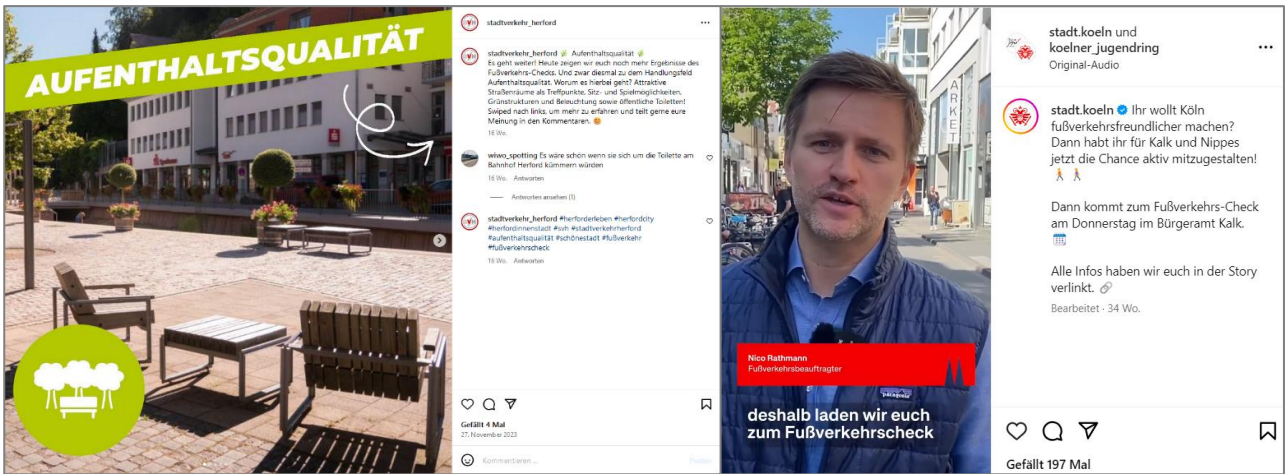 AUFENTHALTSQUALITÄT
stadtverkehr_herford
stadtverkehr_herford 🌿 Aufenthaltsqualität 🌿
Es geht weiter! Heute zeigen wir euch noch mehr Ergebnisse des
Fußverkehrs-Checks. Und zwar diesmal zu dem Handlungsfeld
Aufenthaltsqualität. Worum es hierbei geht? Attraktive
Straßenräume als Treffpunkte, Sitz- und Spielmöglichkeiten,
Grünstrukturen und Beleuchtung sowie öffentliche Toiletten!
Swiped nach links, um mehr zu erfahren und teilt gerne eure
Meinung in den Kommentaren. 😊
16 Wo.
wiwo_spotting Es wäre schön wenn sie sich um die Toilette am
Bahnhof Herford kümmern würden
16 Wo. Antworten
Antworten ansehen (1)
stadtverkehr_herford #herforderleben #herfordcity
#herfordinnenstadt #svh #stadtverkehrherford
#aufenthaltsqualität #schönestadt #fußverkehr
#fußverkehrscheck
16 Wo. Antworten
Gefällt 4 Mal
27. November 2023
Kommentieren ...
Posten
ARKET
Nico Rathmann
Fußverkehrsbeauftragter
patagonia
deshalb laden wir euch
zum Fußverkehrscheck
stadt.koeln und
koelner_jugendring
Original-Audio
stadt.koeln Ihr wollt Köln
fußverkehrsfreundlicher machen?
Dann habt ihr für Kalk und Nippes
jetzt die Chance aktiv mitzugestalten!
🚶🚶
Dann kommt zum Fußverkehrs-Check
am Donnerstag im Bürgeramt Kalk.
🗓️
Alle Infos haben wir euch in der Story
verlinkt. 🔗
Bearbeitet · 34 Wo.
Gefällt 197 Mal